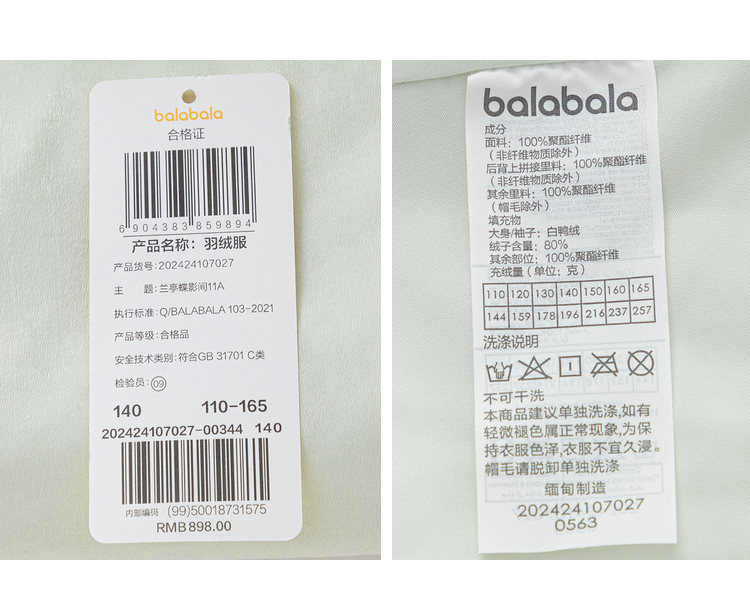 balabala
合格证
6 904383 859894
产品名称: 羽绒服
产品货号:202424107027
主 题:兰亭蝶影间11A
执行标准:Q/BALABALA 103-2021
产品等级:合格品
安全技术类别:符合GB 31701 C类
检验员: 09
140 110-165
202424107027-00344 140
内部编码 (99)50018731575
RMB898.00
balabala
成分
面料: 100%聚酯纤维
(非纤维物质除外)
后背上拼接里料: 100%聚酯纤维
(非纤维物质除外)
其余里料: 100%聚酯纤维
(帽毛除外)
填充物
大身/袖子: 白鸭绒
绒子含量: 80%
其余部位: 100%聚酯纤维
充绒量(单位: 克)
110 120 130 140 150 160 165
144 159 178 196 216 237 257
洗涤说明
不可干洗
本商品建议单独洗涤,如有
轻微褪色属正常现象,为保
持衣服色泽,衣服不宜久浸。
帽毛请脱卸单独洗涤
缅甸制造
202424107027
0563